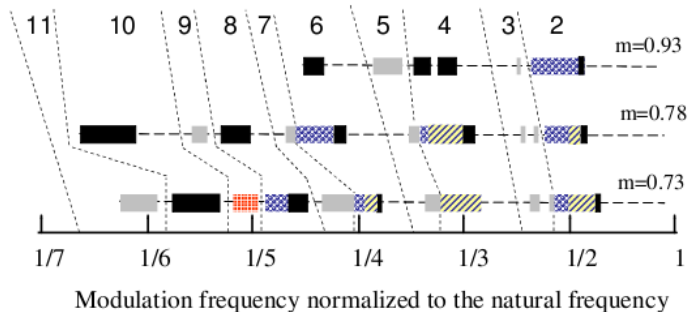 11 10 9 8 7 6 5 4 3 2
m=0.93
m=0.78
m=0.73
1/7 1/6 1/5 1/4 1/3 1/2 1
Modulation frequency normalized to the natural frequency